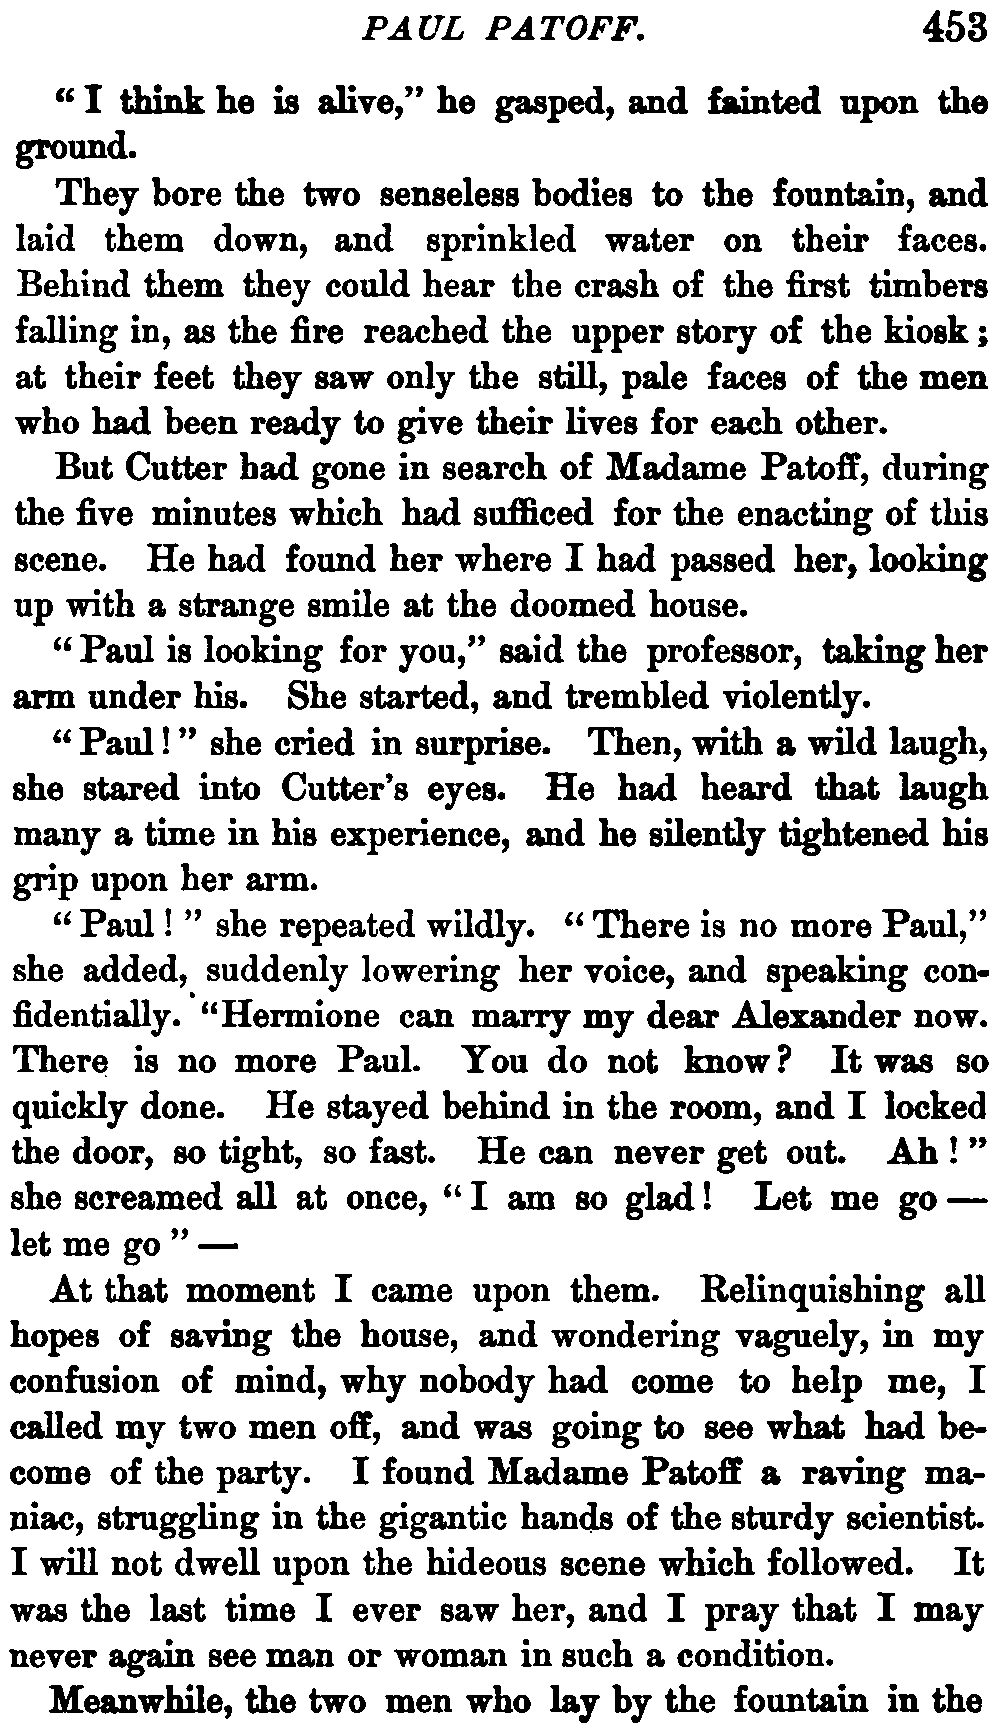 PAUL PATOFF. 453
“I think he is alive,” he gasped, and fainted upon the
ground.
They bore the two senseless bodies to the fountain, and
laid them down, and sprinkled water on their faces.
Behind them they could hear the crash of the first timbers
falling in, as the fire reached the upper story of the kiosk;
at their feet they saw only the still, pale faces of the men
who had been ready to give their lives for each other.
But Cutter had gone in search of Madame Patoff, during
the five minutes which had sufficed for the enacting of this
scene. He had found her where I had passed her, looking
up with a strange smile at the doomed house.
“Paul is looking for you,” said the professor, taking her
arm under his. She started, and trembled violently.
“Paul!” she cried in surprise. Then, with a wild laugh,
she stared into Cutter’s eyes. He had heard that laugh
many a time in his experience, and he silently tightened his
grip upon her arm.
“Paul!” she repeated wildly. “There is no more Paul,”
she added, suddenly lowering her voice, and speaking con-
fidentially. “Hermione can marry my dear Alexander now.
There is no more Paul. You do not know? It was so
quickly done. He stayed behind in the room, and I locked
the door, so tight, so fast. He can never get out. Ah!”
she screamed all at once, “I am so glad! Let me go —
let me go” —
At that moment I came upon them. Relinquishing all
hopes of saving the house, and wondering vaguely, in my
confusion of mind, why nobody had come to help me, I
called my two men off, and was going to see what had be-
come of the party. I found Madame Patoff a raving ma-
niac, struggling in the gigantic hands of the sturdy scientist.
I will not dwell upon the hideous scene which followed. It
was the last time I ever saw her, and I pray that I may
never again see man or woman in such a condition.
Meanwhile, the two men who lay by the fountain in the